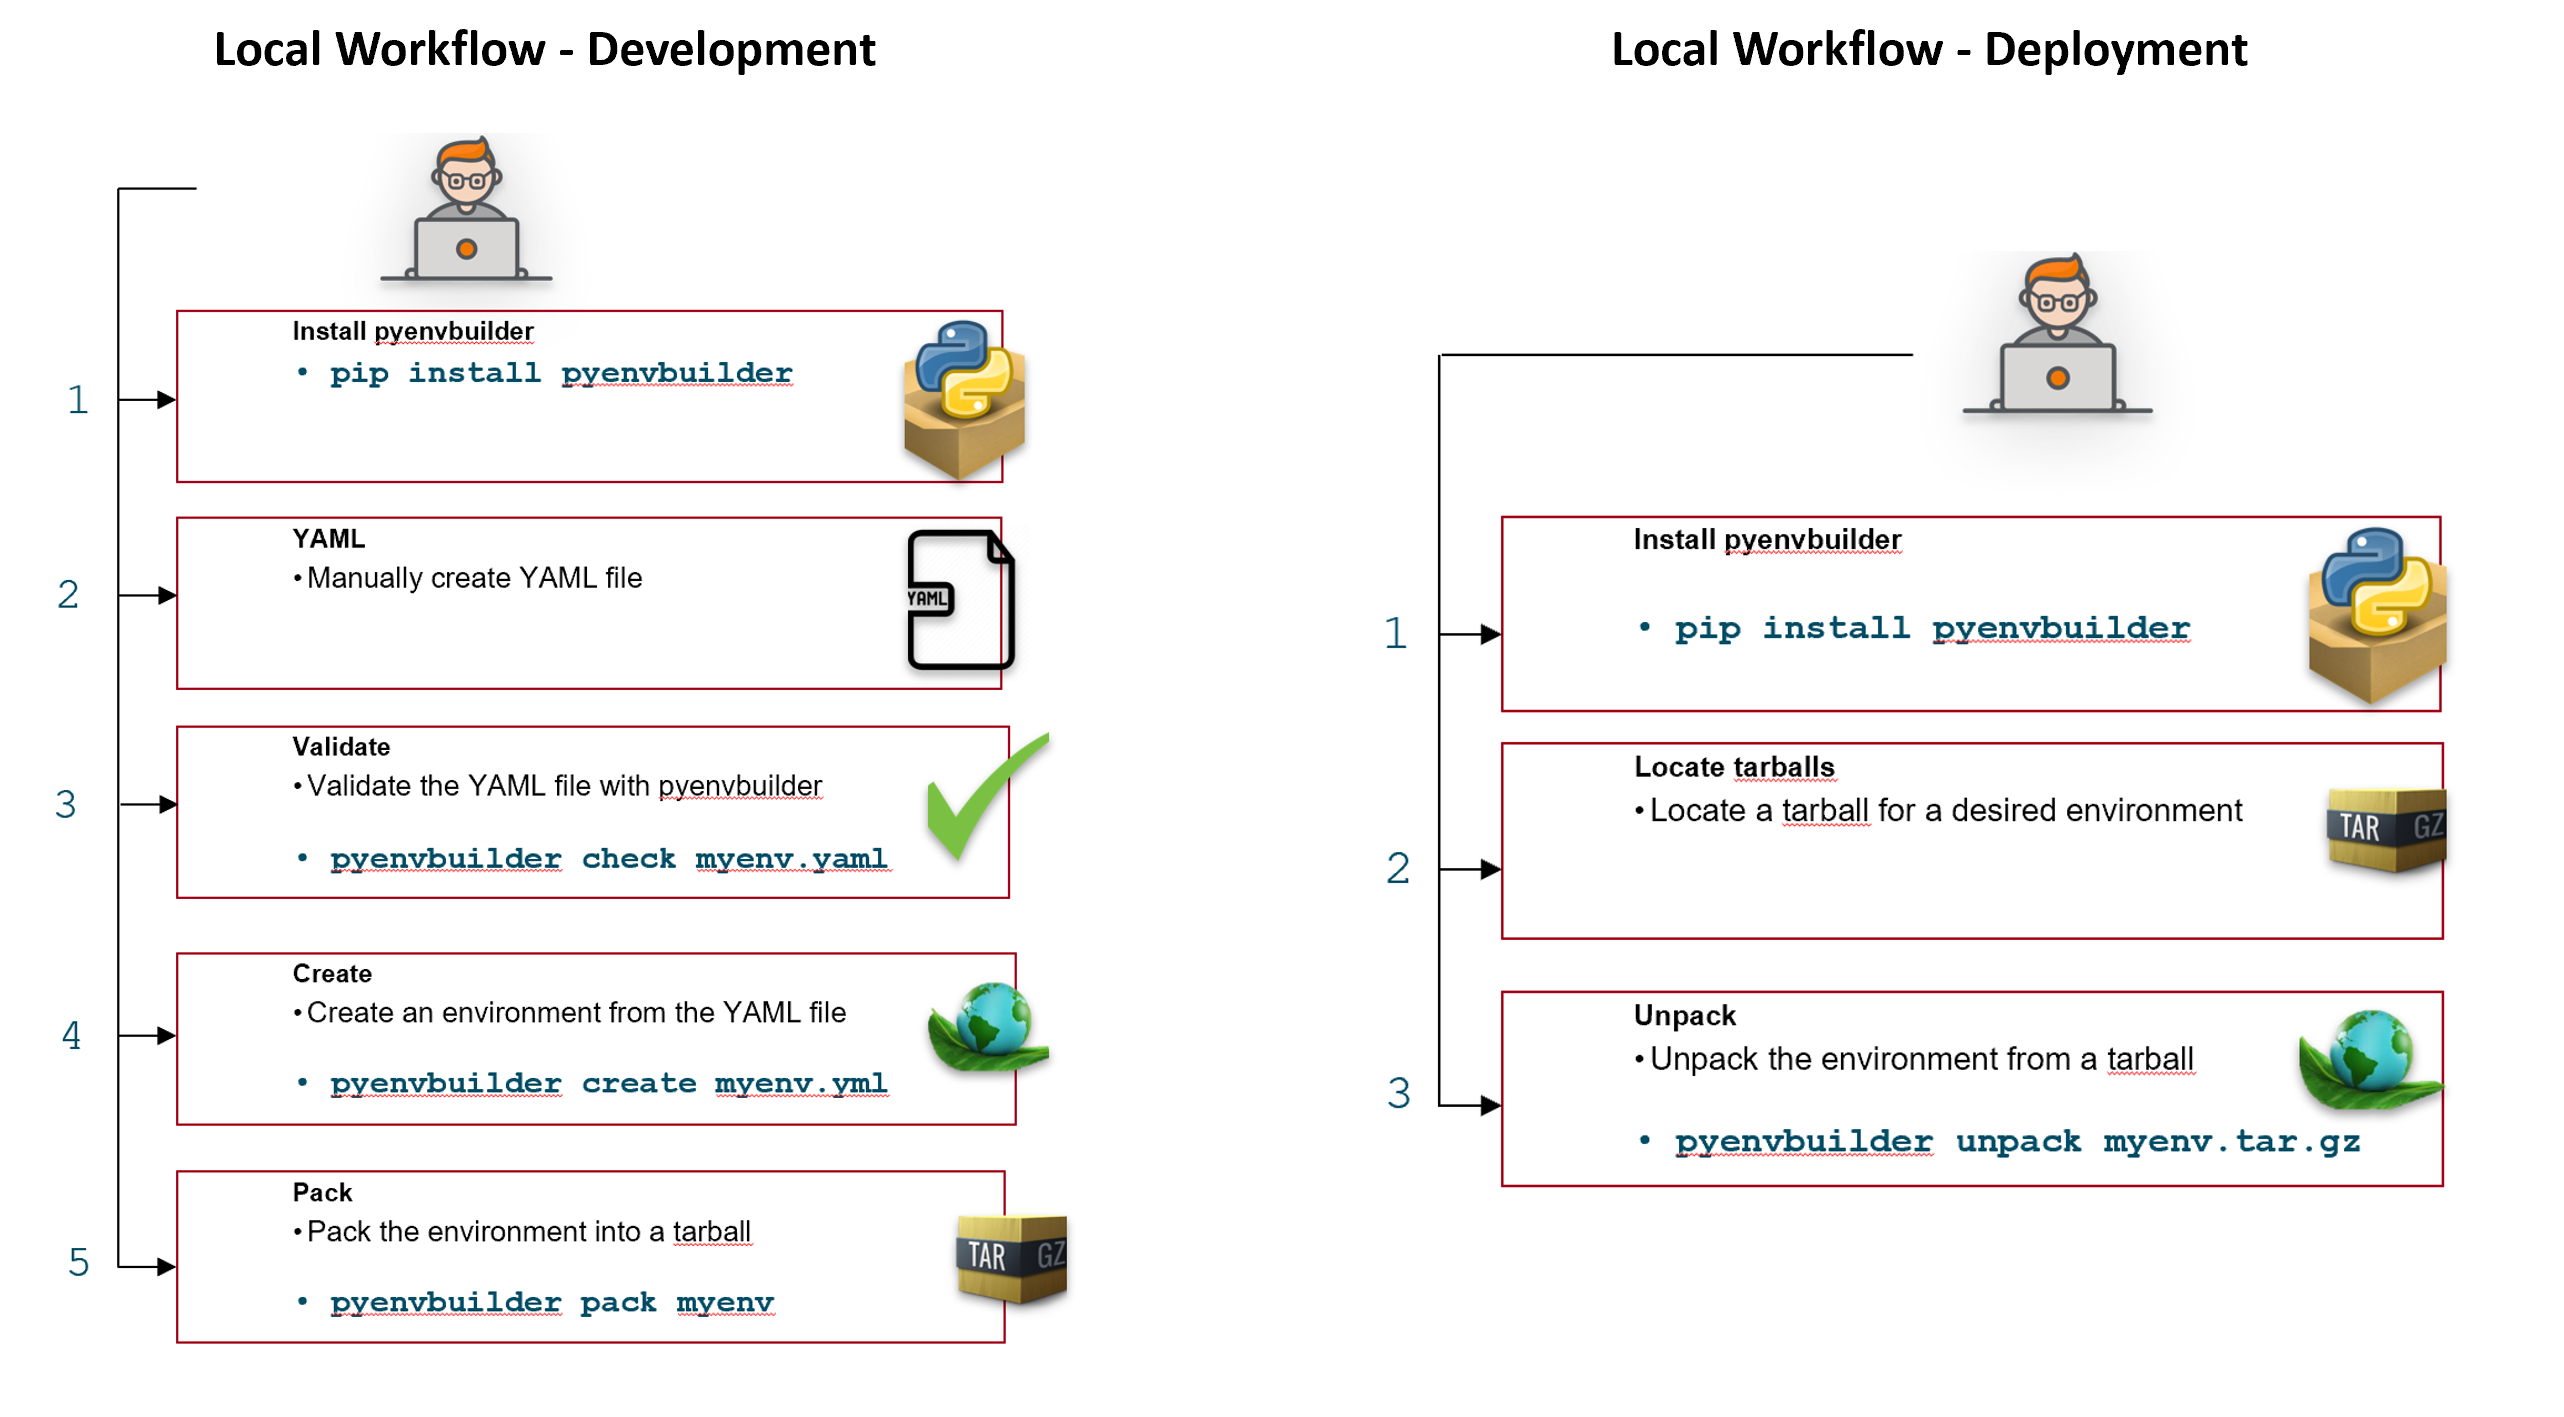 Local Workflow - Development
1
Install pyenvbuilder
• pip install pyenvbuilder
2
YAML
• Manually create YAML file
YAML
3
Validate
• Validate the YAML file with pyenvbuilder
• pyenvbuilder check myenv.yaml
4
Create
• Create an environment from the YAML file
• pyenvbuilder create myenv.yml
5
Pack
• Pack the environment into a tarball
• pyenvbuilder pack myenv
TAR GZ
Local Workflow - Deployment
1
Install pyenvbuilder
• pip install pyenvbuilder
2
Locate tarballs
• Locate a tarball for a desired environment
TAR GZ
3
Unpack
• Unpack the environment from a tarball
• pyenvbuilder unpack myenv.tar.gz